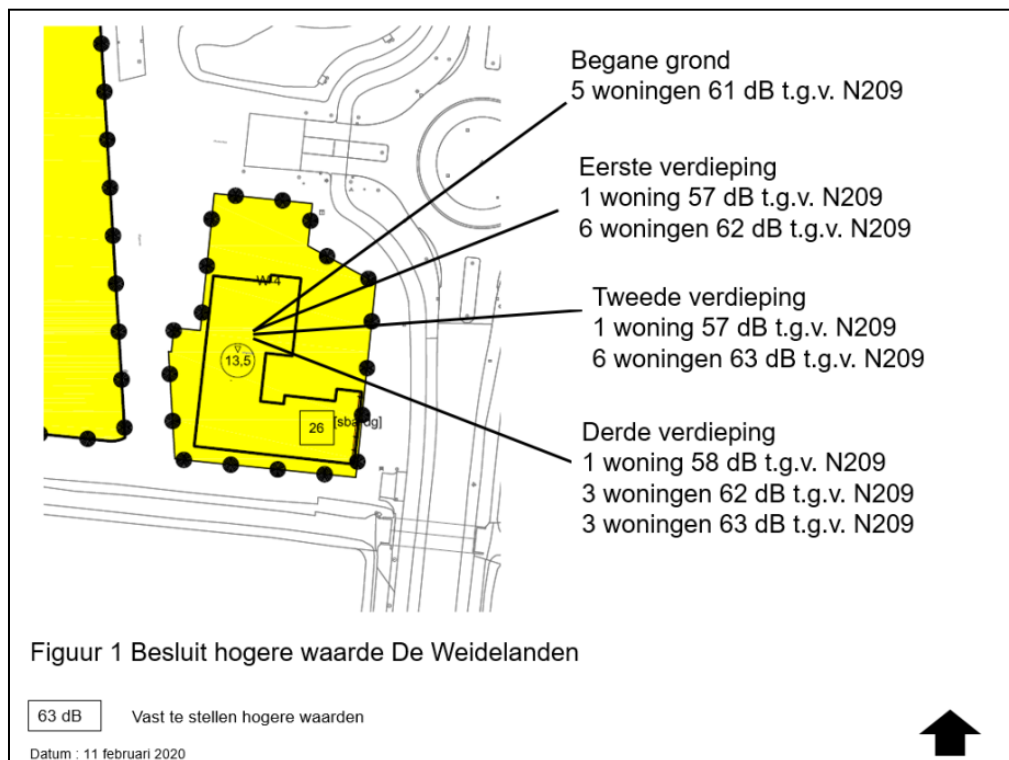 Begane grond
5 woningen 61 dB t.g.v. N209
Eerste verdieping
1 woning 57 dB t.g.v. N209
6 woningen 62 dB t.g.v. N209
Tweede verdieping
1 woning 57 dB t.g.v. N209
6 woningen 63 dB t.g.v. N209
Derde verdieping
1 woning 58 dB t.g.v. N209
3 woningen 62 dB t.g.v. N209
3 woningen 63 dB t.g.v. N209
13,5
26
Figuur 1 Besluit hogere waarde De Weidelanden
63 dB Vast te stellen hogere waarden
Datum : 11 februari 2020